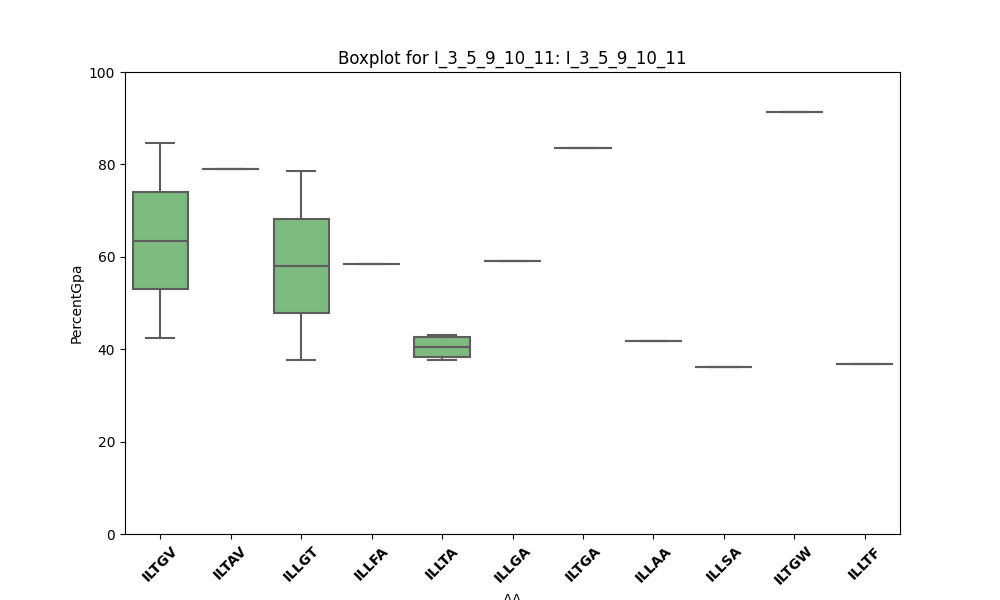 Boxplot for I_3_5_9_10_11: I_3_5_9_10_11
100
80
60
40
20
0
PercentGpa
ILTGV
ILTAV
ILLGT
ILLFA
ILLTA
ILLGA
ILTGA
ILLAA
ILLSA
ILTGW
ILLTF
AA